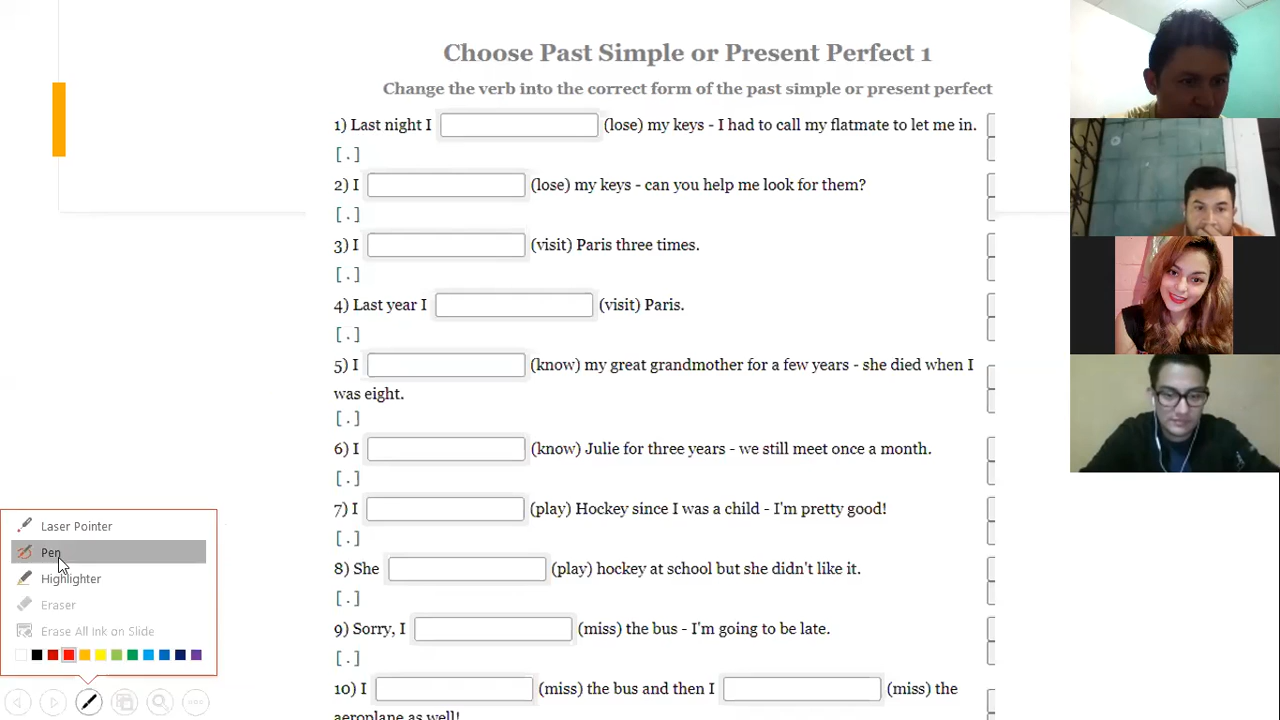 Choose Past Simple or Present Perfect 1
Change the verb into the correct form of the past simple or present perfect
1) Last night I (lose) my keys - I had to call my flatmate to let me in.
[ . ]
2) I (lose) my keys - can you help me look for them?
[ . ]
3) I (visit) Paris three times.
[ . ]
4) Last year I (visit) Paris.
[ . ]
5) I (know) my great grandmother for a few years - she died when I
was eight.
[ . ]
6) I (know) Julie for three years - we still meet once a month.
[ . ]
7) I (play) Hockey since I was a child - I'm pretty good!
[ . ]
8) She (play) hockey at school but she didn't like it.
[ . ]
9) Sorry, I (miss) the bus - I'm going to be late.
[ . ]
10) I (miss) the bus and then I (miss) the
aeroplane as well!
Laser Pointer
Pen
Highlighter
Eraser
Erase All Ink on Slide